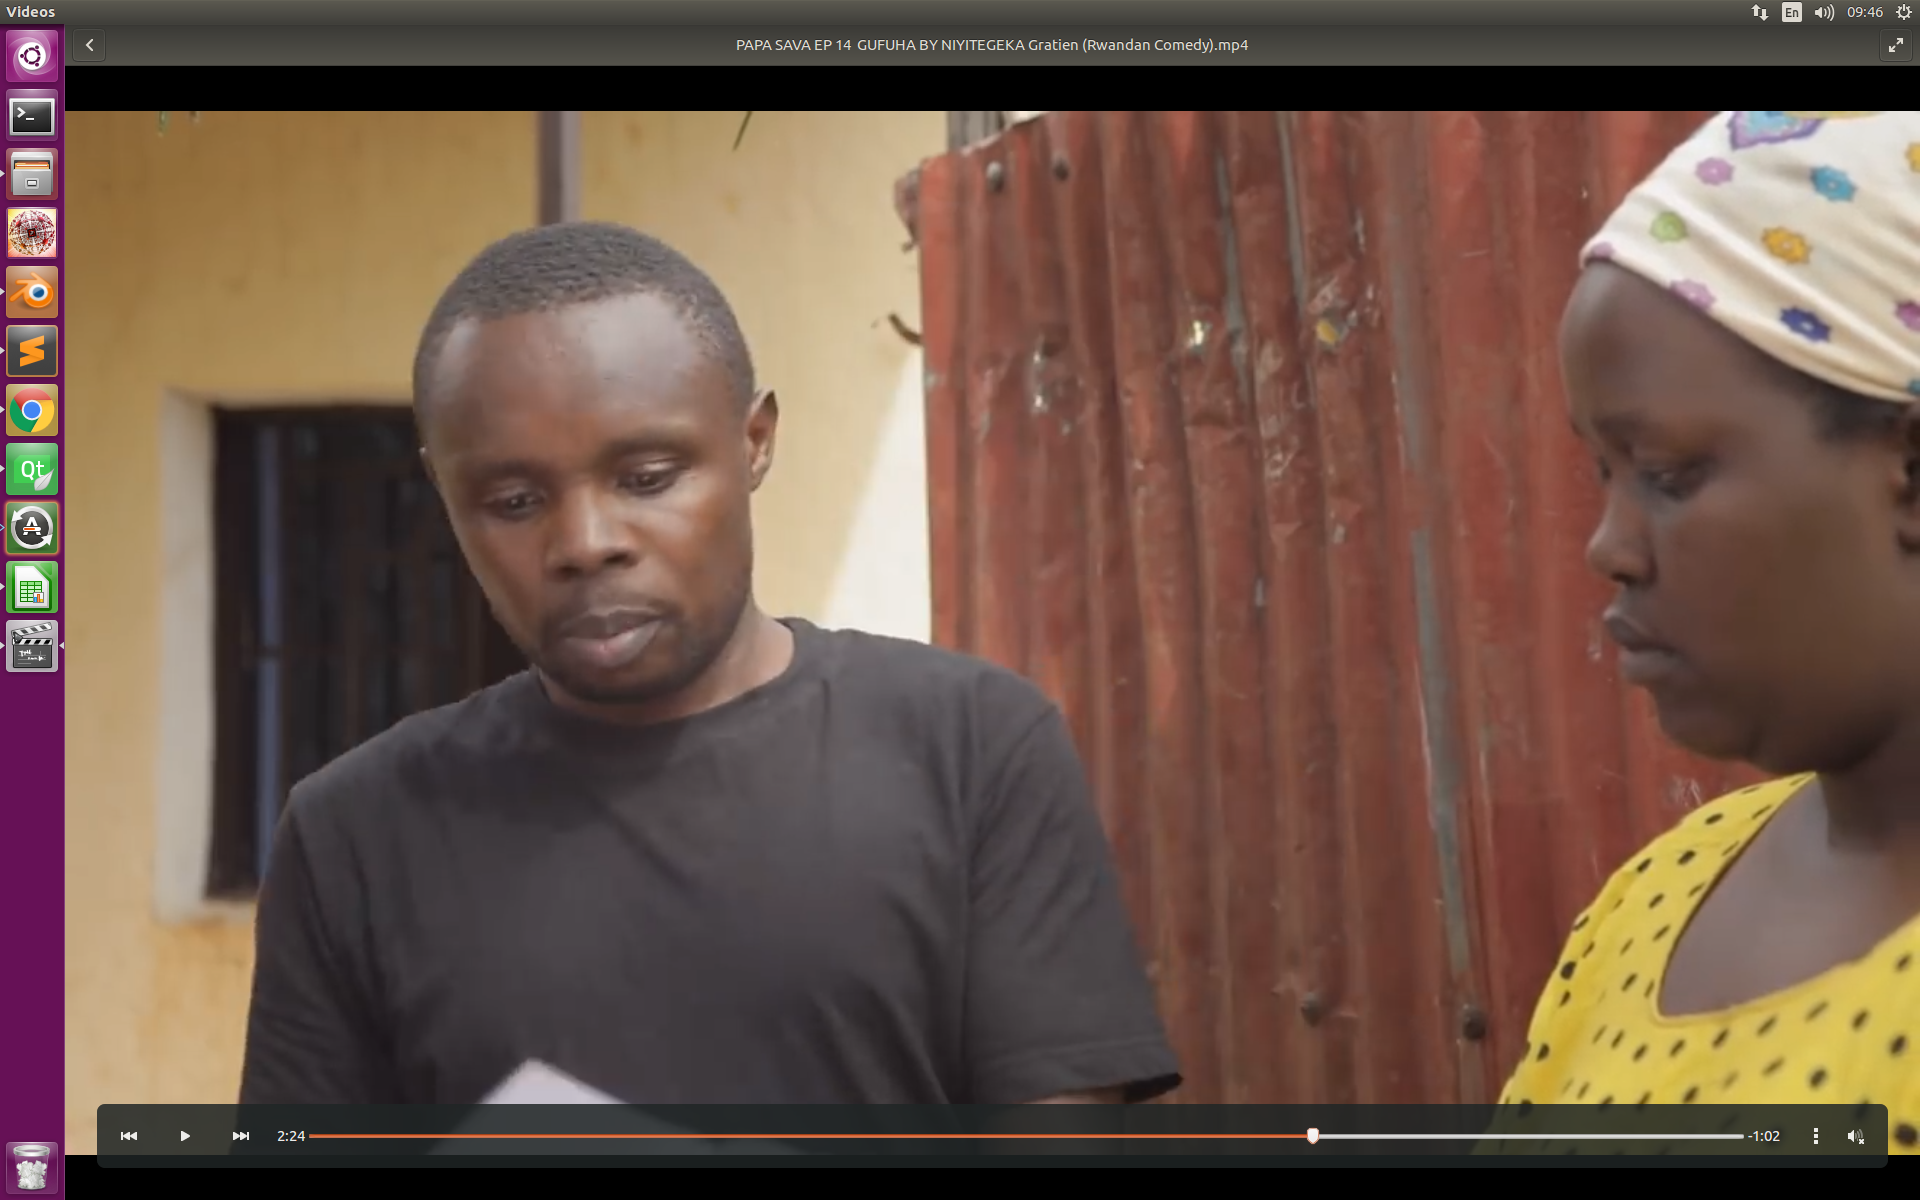 Videos
En
09:46
PAPA SAVA EP 14 GUFUHA BY NIYITEGEKA Gratien (Rwandan Comedy).mp4
Qt
A
2:24
-1:02